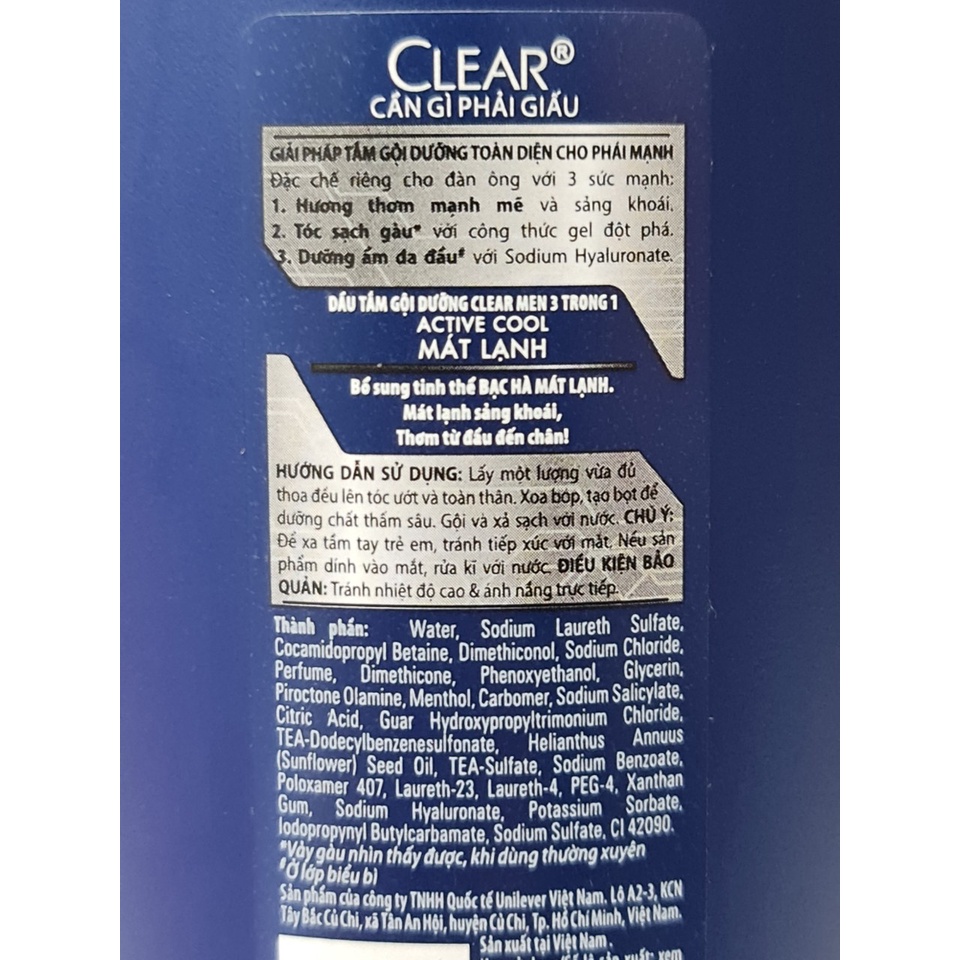 CLEAR®
CẦN GÌ PHẢI GIẤU
GIẢI PHÁP TẮM GỘI DƯỠNG TOÀN DIỆN CHO PHÁI MẠNH
Đặc chế riêng cho đàn ông với 3 sức mạnh:
1. Hương thơm mạnh mẽ và sảng khoái.
2. Tóc sạch gàu* với công thức gel đột phá.
3. Dưỡng ẩm da đầu# với Sodium Hyaluronate.
DẦU TẮM GỘI DƯỠNG CLEAR MEN 3 TRONG 1
ACTIVE COOL
MÁT LẠNH
Bổ sung tinh thể BẠC HÀ MÁT LẠNH.
Mát lạnh sảng khoái,
Thơm từ đầu đến chân!
HƯỚNG DẪN SỬ DỤNG: Lấy một lượng vừa đủ
thoa đều lên tóc ướt và toàn thân. Xoa bóp, tạo bọt để
dưỡng chất thấm sâu. Gội và xả sạch với nước. CHÚ Ý:
Để xa tầm tay trẻ em, tránh tiếp xúc với mắt. Nếu sản
phẩm dính vào mắt, rửa kĩ với nước. ĐIỀU KIỆN BẢO
QUẢN: Tránh nhiệt độ cao & ánh nắng trực tiếp.
Thành phần: Water, Sodium Laureth Sulfate,
Cocamidopropyl Betaine, Dimethiconol, Sodium Chloride,
Perfume, Dimethicone, Phenoxyethanol, Glycerin,
Piroctone Olamine, Menthol, Carbomer, Sodium Salicylate,
Citric Acid, Guar Hydroxypropyltrimonium Chloride,
TEA-Dodecylbenzenesulfonate, Helianthus Annuus
(Sunflower) Seed Oil, TEA-Sulfate, Sodium Benzoate,
Poloxamer 407, Laureth-23, Laureth-4, PEG-4, Xanthan
Gum, Sodium Hyaluronate, Potassium Sorbate,
Iodopropynyl Butylcarbamate, Sodium Sulfate, CI 42090.
*Vảy gàu nhìn thấy được, khi dùng thường xuyên
#Ở lớp biểu bì
Sản phẩm của công ty TNHH Quốc tế Unilever Việt Nam. Lô A2-3, KCN
Tây Bắc Củ Chi, xã Tân An Hội, huyện Củ Chi, Tp. Hồ Chí Minh, Việt Nam.
Sản xuất tại Việt Nam.